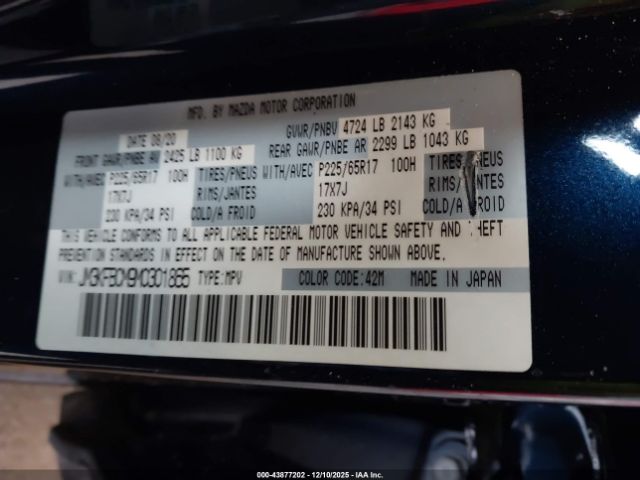 MFD. BY MAZDA MOTOR CORPORATION
DATE 08/20 GVWR/PNBV 4724 LB 2143 KG
FRONT GAWR/PNBE AV 2425 LB 1100 KG REAR GAWR/PNBE AR 2299 LB 1043 KG
WITH/AVEC P225/65R17 100H TIRES/PNEUS WITH/AVEC P225/65R17 100H TIRES/PNEUS
17X7J RIMS/JANTES 17X7J RIMS/JANTES
230 KPA/34 PSI COLD/A FROID 230 KPA/34 PSI COLD/A FROID
THIS VEHICLE CONFORMS TO ALL APPLICABLE FEDERAL MOTOR VEHICLE SAFETY AND THEFT
PREVENTION STANDARDS IN EFFECT ON THE DATE OF MANUFACTURE SHOWN ABOVE.
VIN: JM3KFBCM9M0301865 TYPE:MPV COLOR CODE:42M MADE IN JAPAN
000-43877202 - 12/10/2025 - IAA Inc.